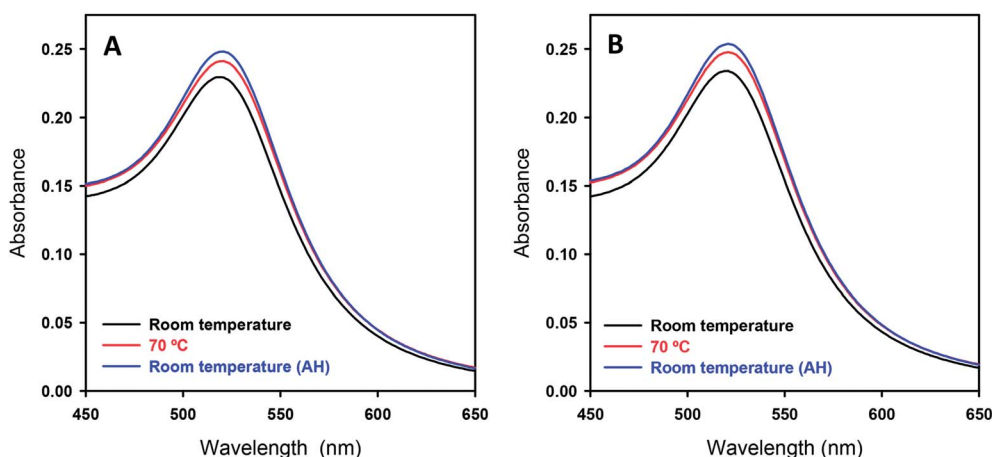 A
Absorbance
0.25
0.20
0.15
0.10
0.05
0.00
Room temperature
70 ºC
Room temperature (AH)
450 500 550 600 650
Wavelength (nm)
B
Absorbance
0.25
0.20
0.15
0.10
0.05
0.00
Room temperature
70 ºC
Room temperature (AH)
450 500 550 600 650
Wavelength (nm)